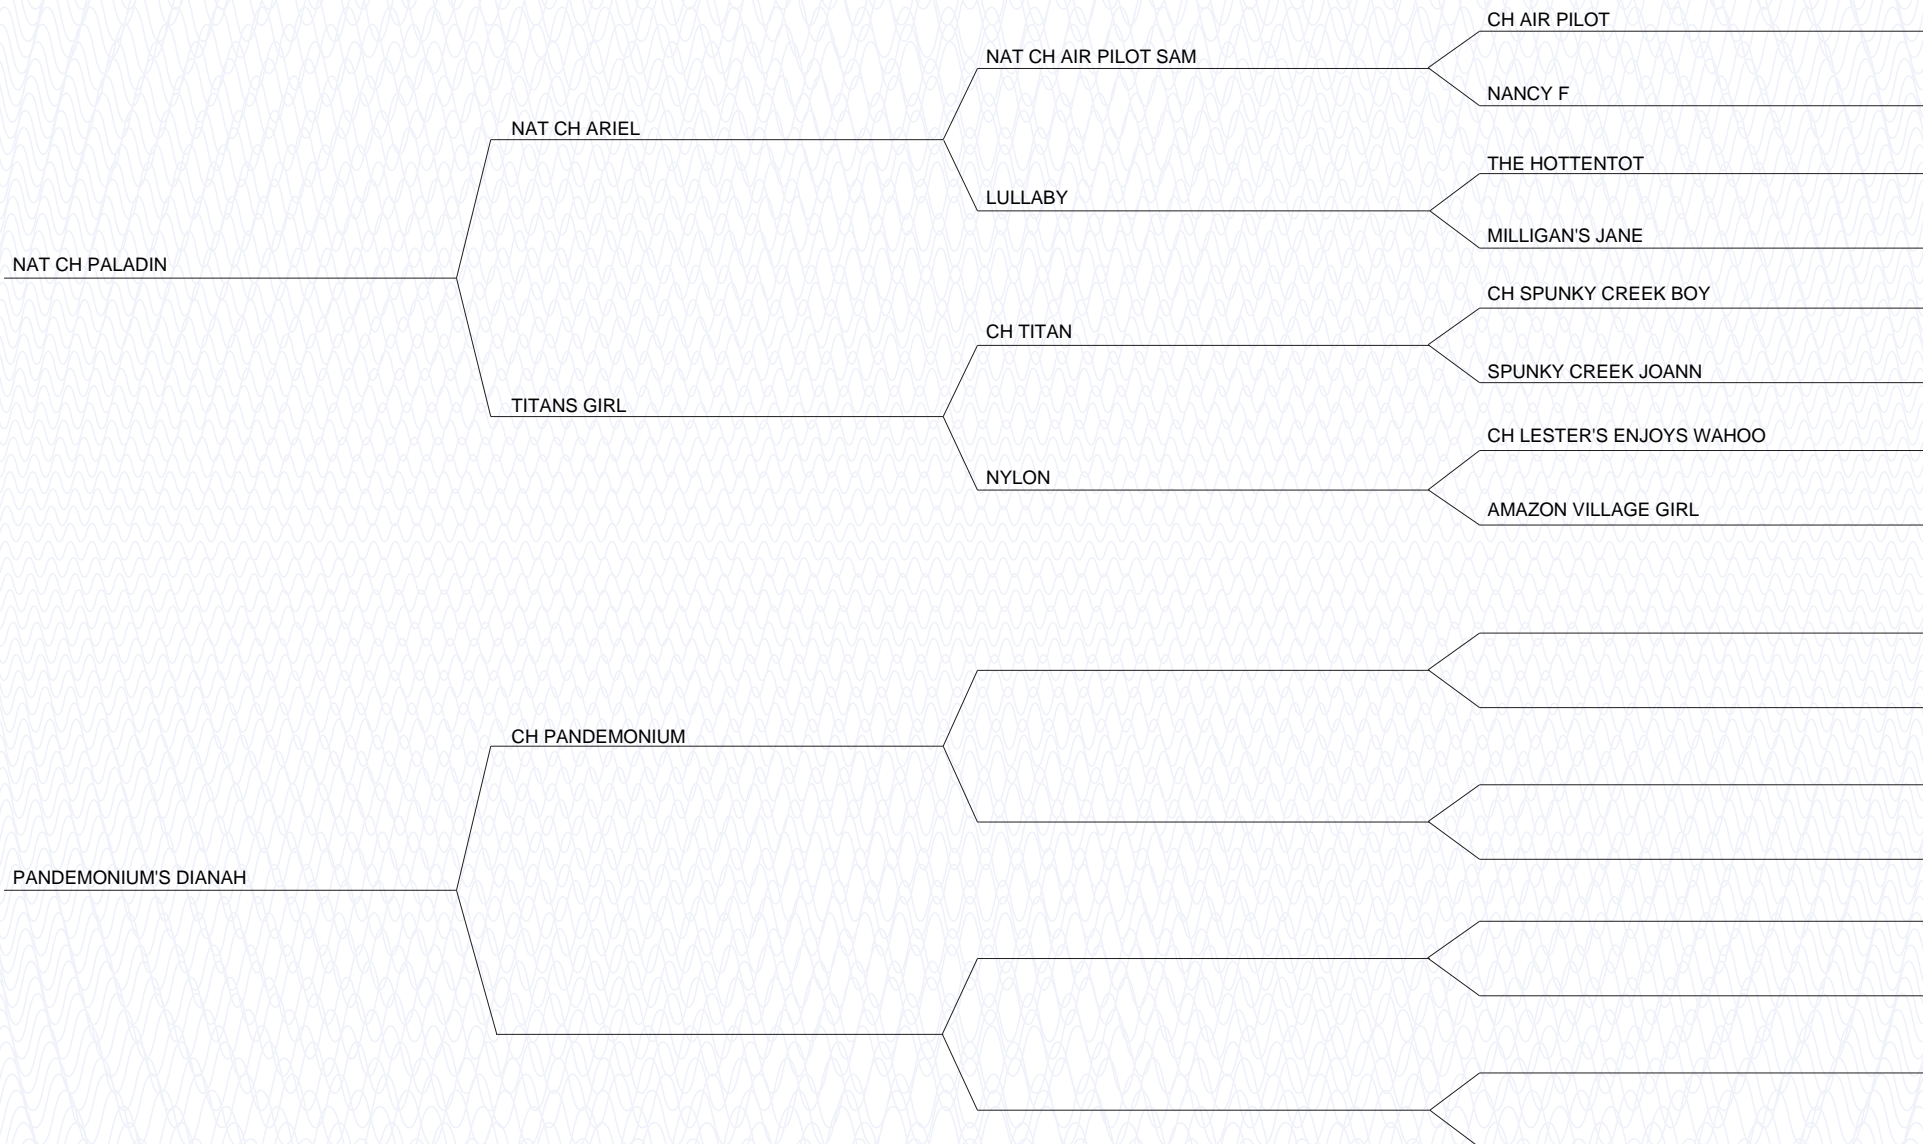 CH AIR PILOT
NAT CH AIR PILOT SAM
NANCY F
NAT CH ARIEL
THE HOTTENTOT
LULLABY
MILLIGAN'S JANE
NAT CH PALADIN
CH SPUNKY CREEK BOY
CH TITAN
SPUNKY CREEK JOANN
TITANS GIRL
CH LESTER'S ENJOYS WAHOO
NYLON
AMAZON VILLAGE GIRL
CH PANDEMONIUM
PANDEMONIUM'S DIANAH